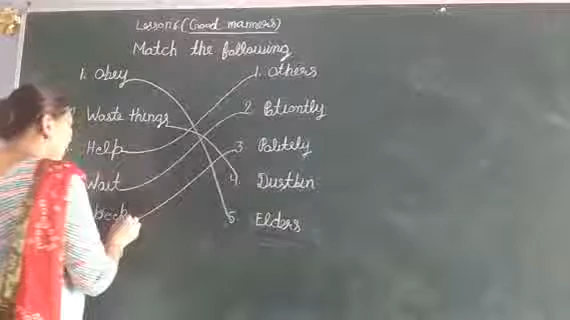 Lesson 6 (Good manners)
Match the following
1. Obey 1. Others
Waste things 2. Patiently
Help 3. Politely
Wait 4. Dustbin
5. Elders